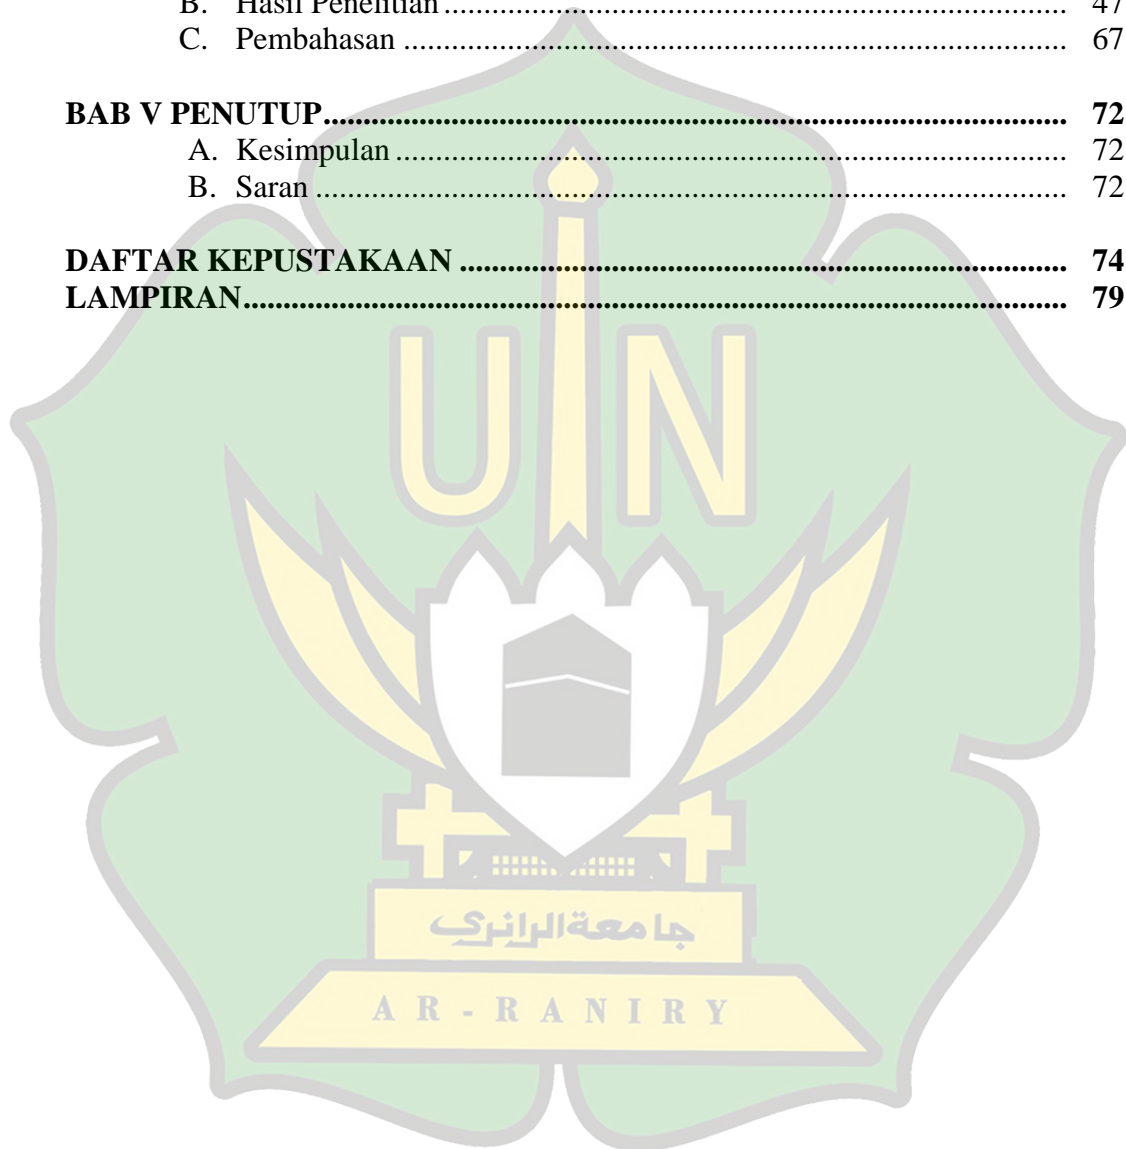 B. Hasil Penelitian ........................................................................................ 47
C. Pembahasan .............................................................................................. 67
BAB V PENUTUP......................................................................................................... 72
A. Kesimpulan ............................................................................................... 72
B. Saran ......................................................................................................... 72
DAFTAR KEPUSTAKAAN ...................................................................................... 74
LAMPIRAN.................................................................................................................. 79
UIN
جامعة الرانري
AR-RANIRY